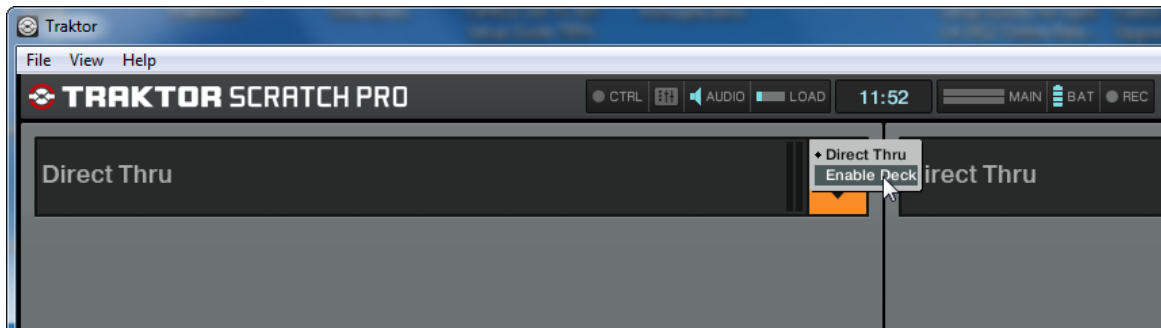 Traktor
File View Help
TRAKTOR SCRATCH PRO CTRL AUDIO LOAD 11:52 MAIN BAT REC
Direct Thru
Direct Thru
Enable Deck
irect Thru